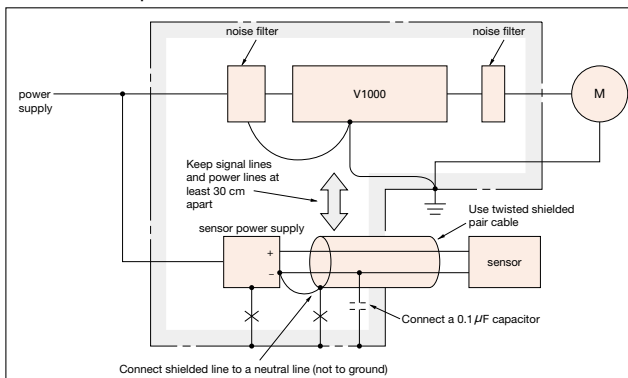 noise filter
noise filter
power
supply
V1000
M
Keep signal lines
and power lines at
least 30 cm
apart
Use twisted shielded
pair cable
sensor power supply
+
−
sensor
Connect a 0.1 μF capacitor
Connect shielded line to a neutral line (not to ground)